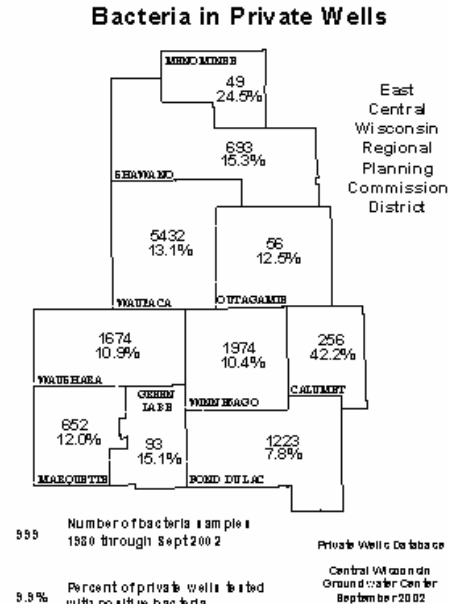 Bacteria in Private Wells
MENOMINEE
49
24.5%
East
Central
Wisconsin
Regional
Planning
Commission
District
693
15.3%
SHAWANO
5432
13.1%
56
12.5%
WAUPACA
OUTAGAMIE
1674
10.9%
1974
10.4%
256
42.2%
WAUSHARA
GREEN
LAKE
WINNEBAGO
CALUMET
652
12.0%
93
15.1%
1223
7.8%
MARQUETTE
FOND DU LAC
999
Number of bacteria samples
1980 through Sept 2002
Private Wells Database
9.9%
Percent of private wells tested
with positive bacteria
Central Wisconsin
Groundwater Center
September 2002